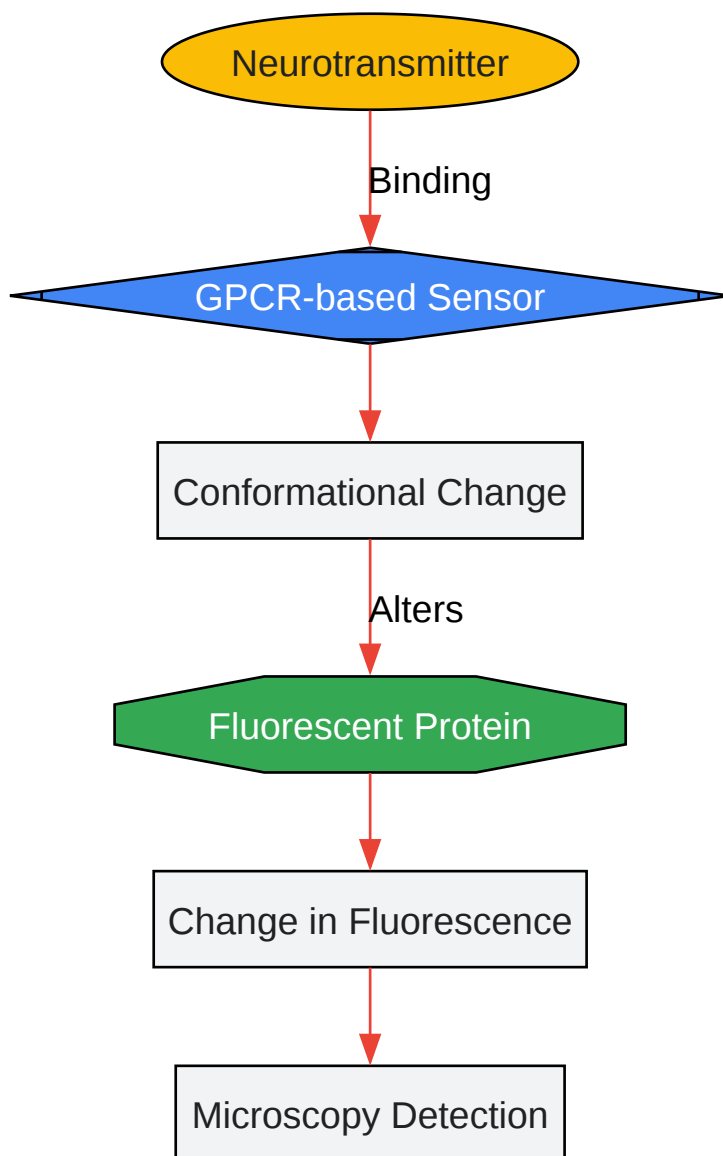 Neurotransmitter
Binding
GPCR-based Sensor
Conformational Change
Alters
Fluorescent Protein
Change in Fluorescence
Microscopy Detection